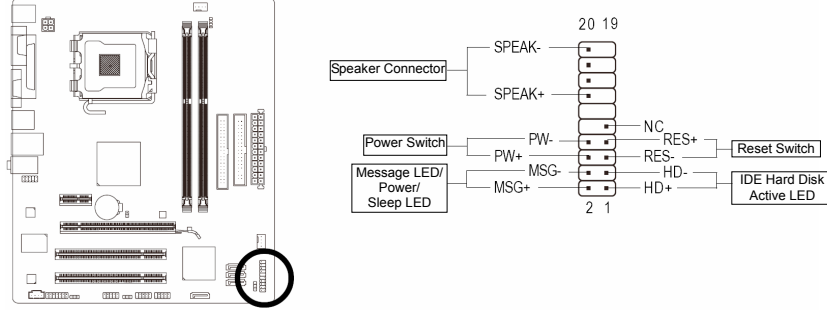 20 19
SPEAK-
Speaker Connector
SPEAK+
NC
Power Switch
PW-
RES+
Reset Switch
PW+
RES-
Message LED/
Power/
Sleep LED
MSG-
HD-
IDE Hard Disk
Active LED
MSG+
HD+
2 1